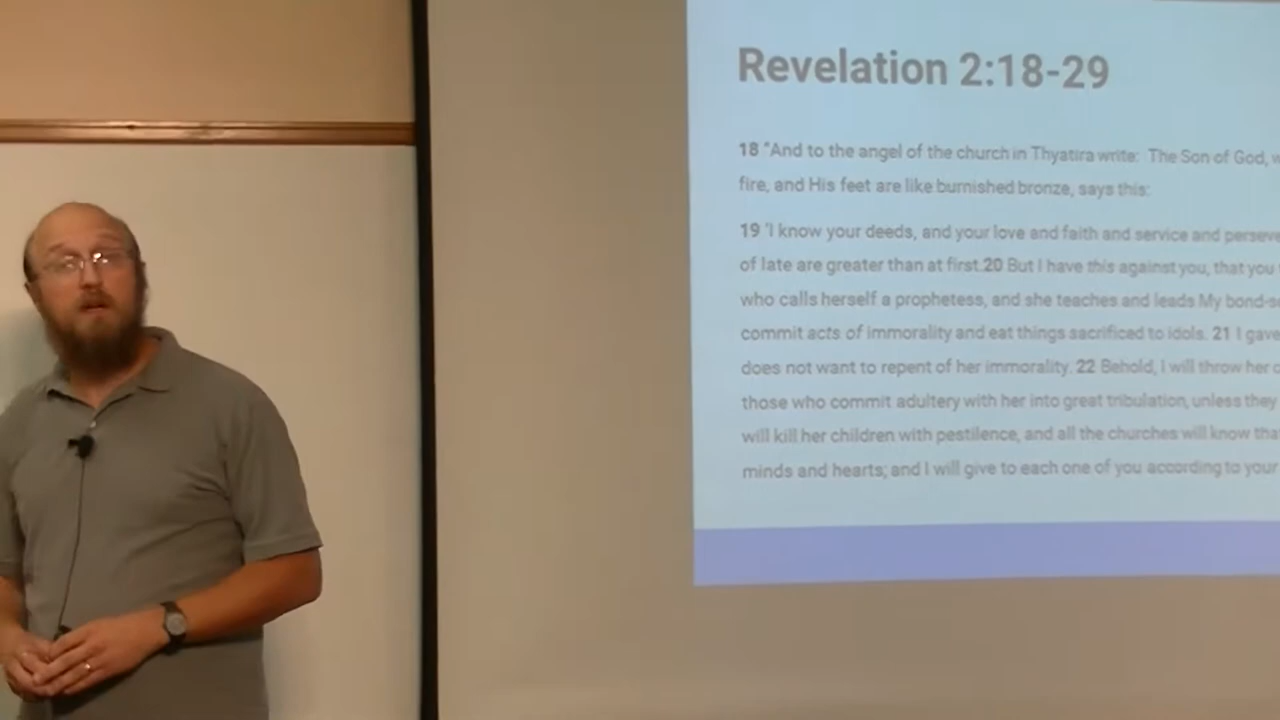 Revelation 2:18-29
18 "And to the angel of the church in Thyatira write: The Son of God,
fire, and His feet are like burnished bronze, says this:
19 'I know your deeds, and your love and faith and service and perseve
of late are greater than at first.20 But I have this against you, that you
who calls herself a prophetess, and she teaches and leads My bond-s
commit acts of immorality and eat things sacrificed to idols. 21 I gave
does not want to repent of her immorality. 22 Behold, I will throw her
those who commit adultery with her into great tribulation, unless they
will kill her children with pestilence, and all the churches will know tha
minds and hearts; and I will give to each one of you according to your